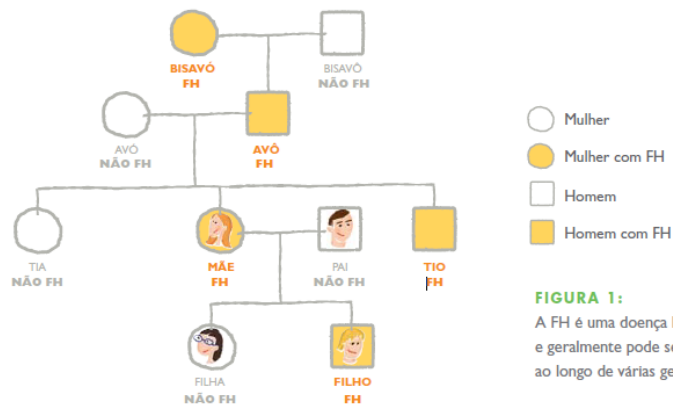 BISAVÓ
FH
BISAVÔ
NÃO FH
AVÓ
NÃO FH
AVÔ
FH
TIA
NÃO FH
MÃE
FH
PAI
NÃO FH
TIO
FH
FILHA
NÃO FH
FILHO
FH
Mulher
Mulher com FH
Homem
Homem com FH
FIGURA 1:
A FH é uma doença
e geralmente pode
ao longo de várias